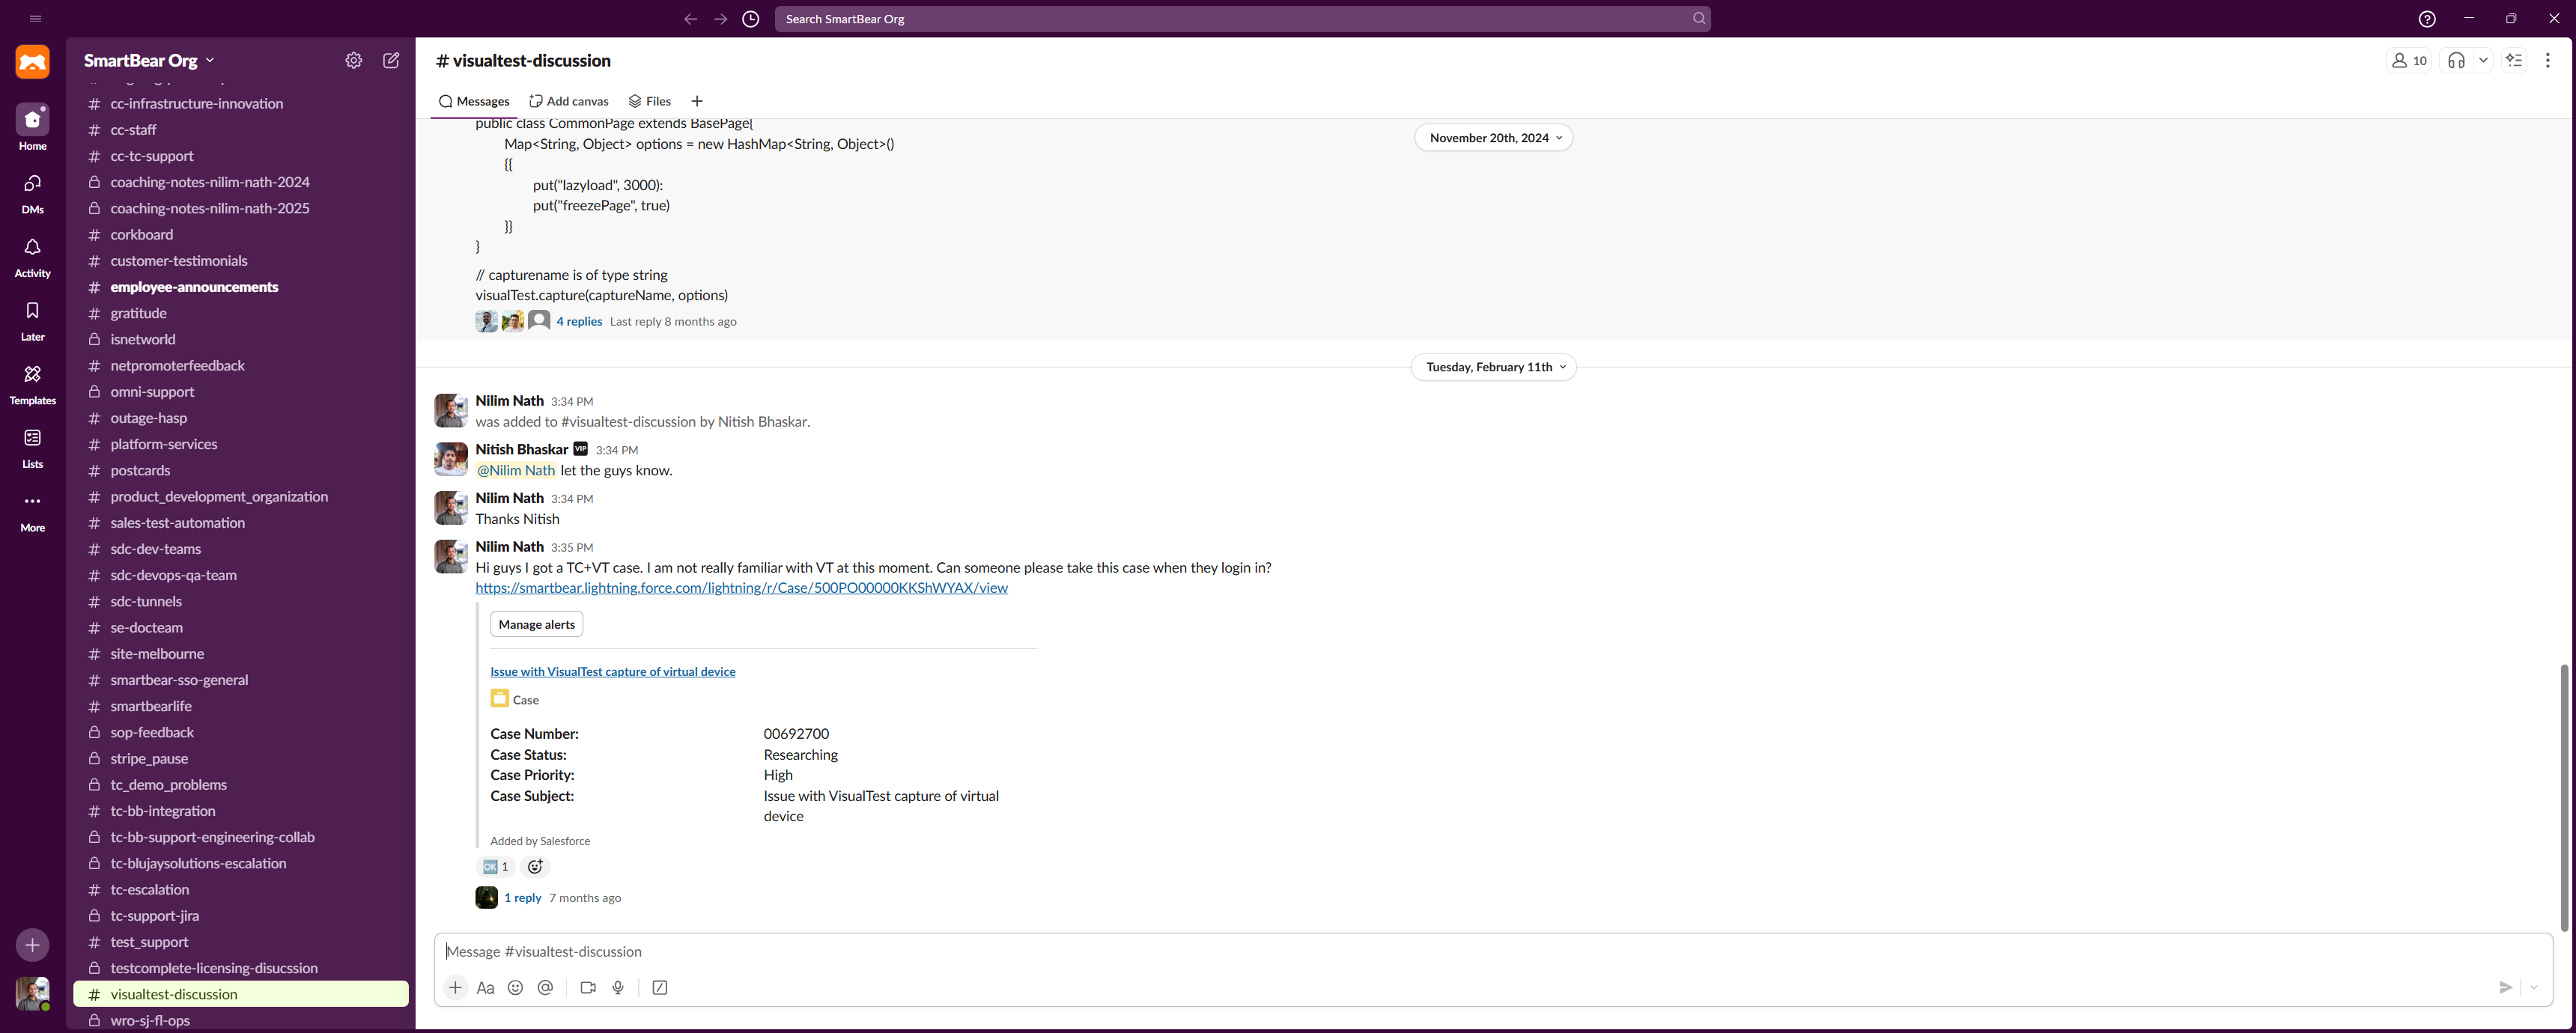 Search SmartBear Org
SmartBear Org
Home
DMs
Activity
Later
Templates
Lists
More
# cc-infrastructure-innovation
# cc-staff
# cc-tc-support
coaching-notes-nilim-nath-2024
coaching-notes-nilim-nath-2025
# corkboard
# customer-testimonials
# employee-announcements
# gratitude
isnetworld
# netpromoterfeedback
omni-support
# outage-hasp
# platform-services
# postcards
# product_development_organization
# sales-test-automation
# sdc-dev-teams
# sdc-devops-qa-team
# sdc-tunnels
# se-docteam
# site-melbourne
# smartbear-sso-general
# smartbearlife
sop-feedback
stripe_pause
tc_demo_problems
# tc-bb-integration
tc-bb-support-engineering-collab
tc-blujaysolutions-escalation
# tc-escalation
tc-support-jira
# test_support
testcomplete-licensing-disucssion
# visualtest-discussion
wro-sj-fl-ops
# visualtest-discussion
10
Messages Add canvas Files
November 20th, 2024
public class CommonPage extends BasePage{
Map<String, Object> options = new HashMap<String, Object>()
{{
put("lazyload", 3000):
put("freezePage", true)
}}
}
// capturename is of type string
visualTest.capture(captureName, options)
4 replies Last reply 8 months ago
Tuesday, February 11th
Nilim Nath 3:34 PM
was added to #visualtest-discussion by Nitish Bhaskar.
Nitish Bhaskar VIP 3:34 PM
@Nilim Nath let the guys know.
Nilim Nath 3:34 PM
Thanks Nitish
Nilim Nath 3:35 PM
Hi guys I got a TC+VT case. I am not really familiar with VT at this moment. Can someone please take this case when they login in?
https://smartbear.lightning.force.com/lightning/r/Case/500PO00000KKShWYAX/view
Manage alerts
Issue with VisualTest capture of virtual device
Case
Case Number: 00692700
Case Status: Researching
Case Priority: High
Case Subject: Issue with VisualTest capture of virtual
device
Added by Salesforce
OK 1
1 reply 7 months ago
Message #visualtest-discussion
Aa